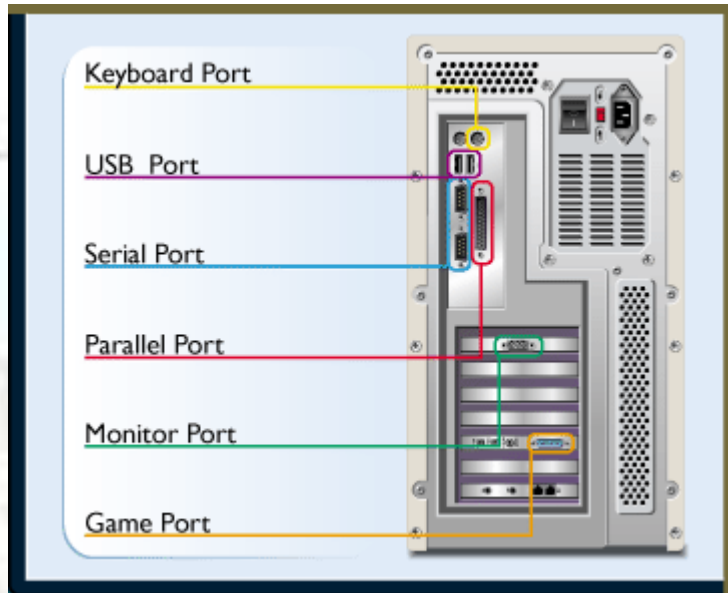 Keyboard Port
USB Port
Serial Port
Parallel Port
Monitor Port
Game Port